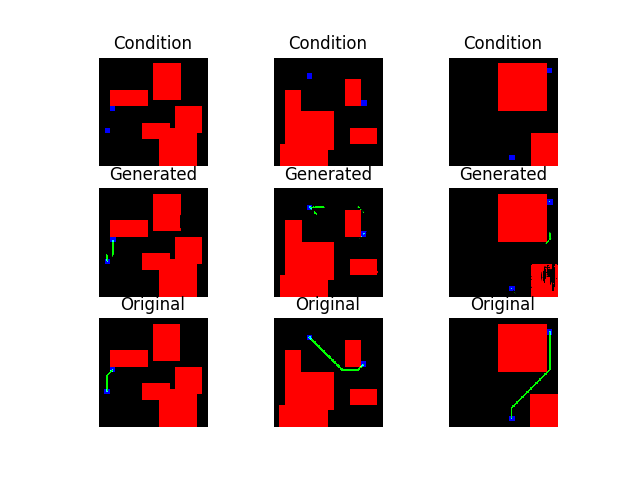 Condition Condition Condition
Generated Generated Generated
Original Original Original